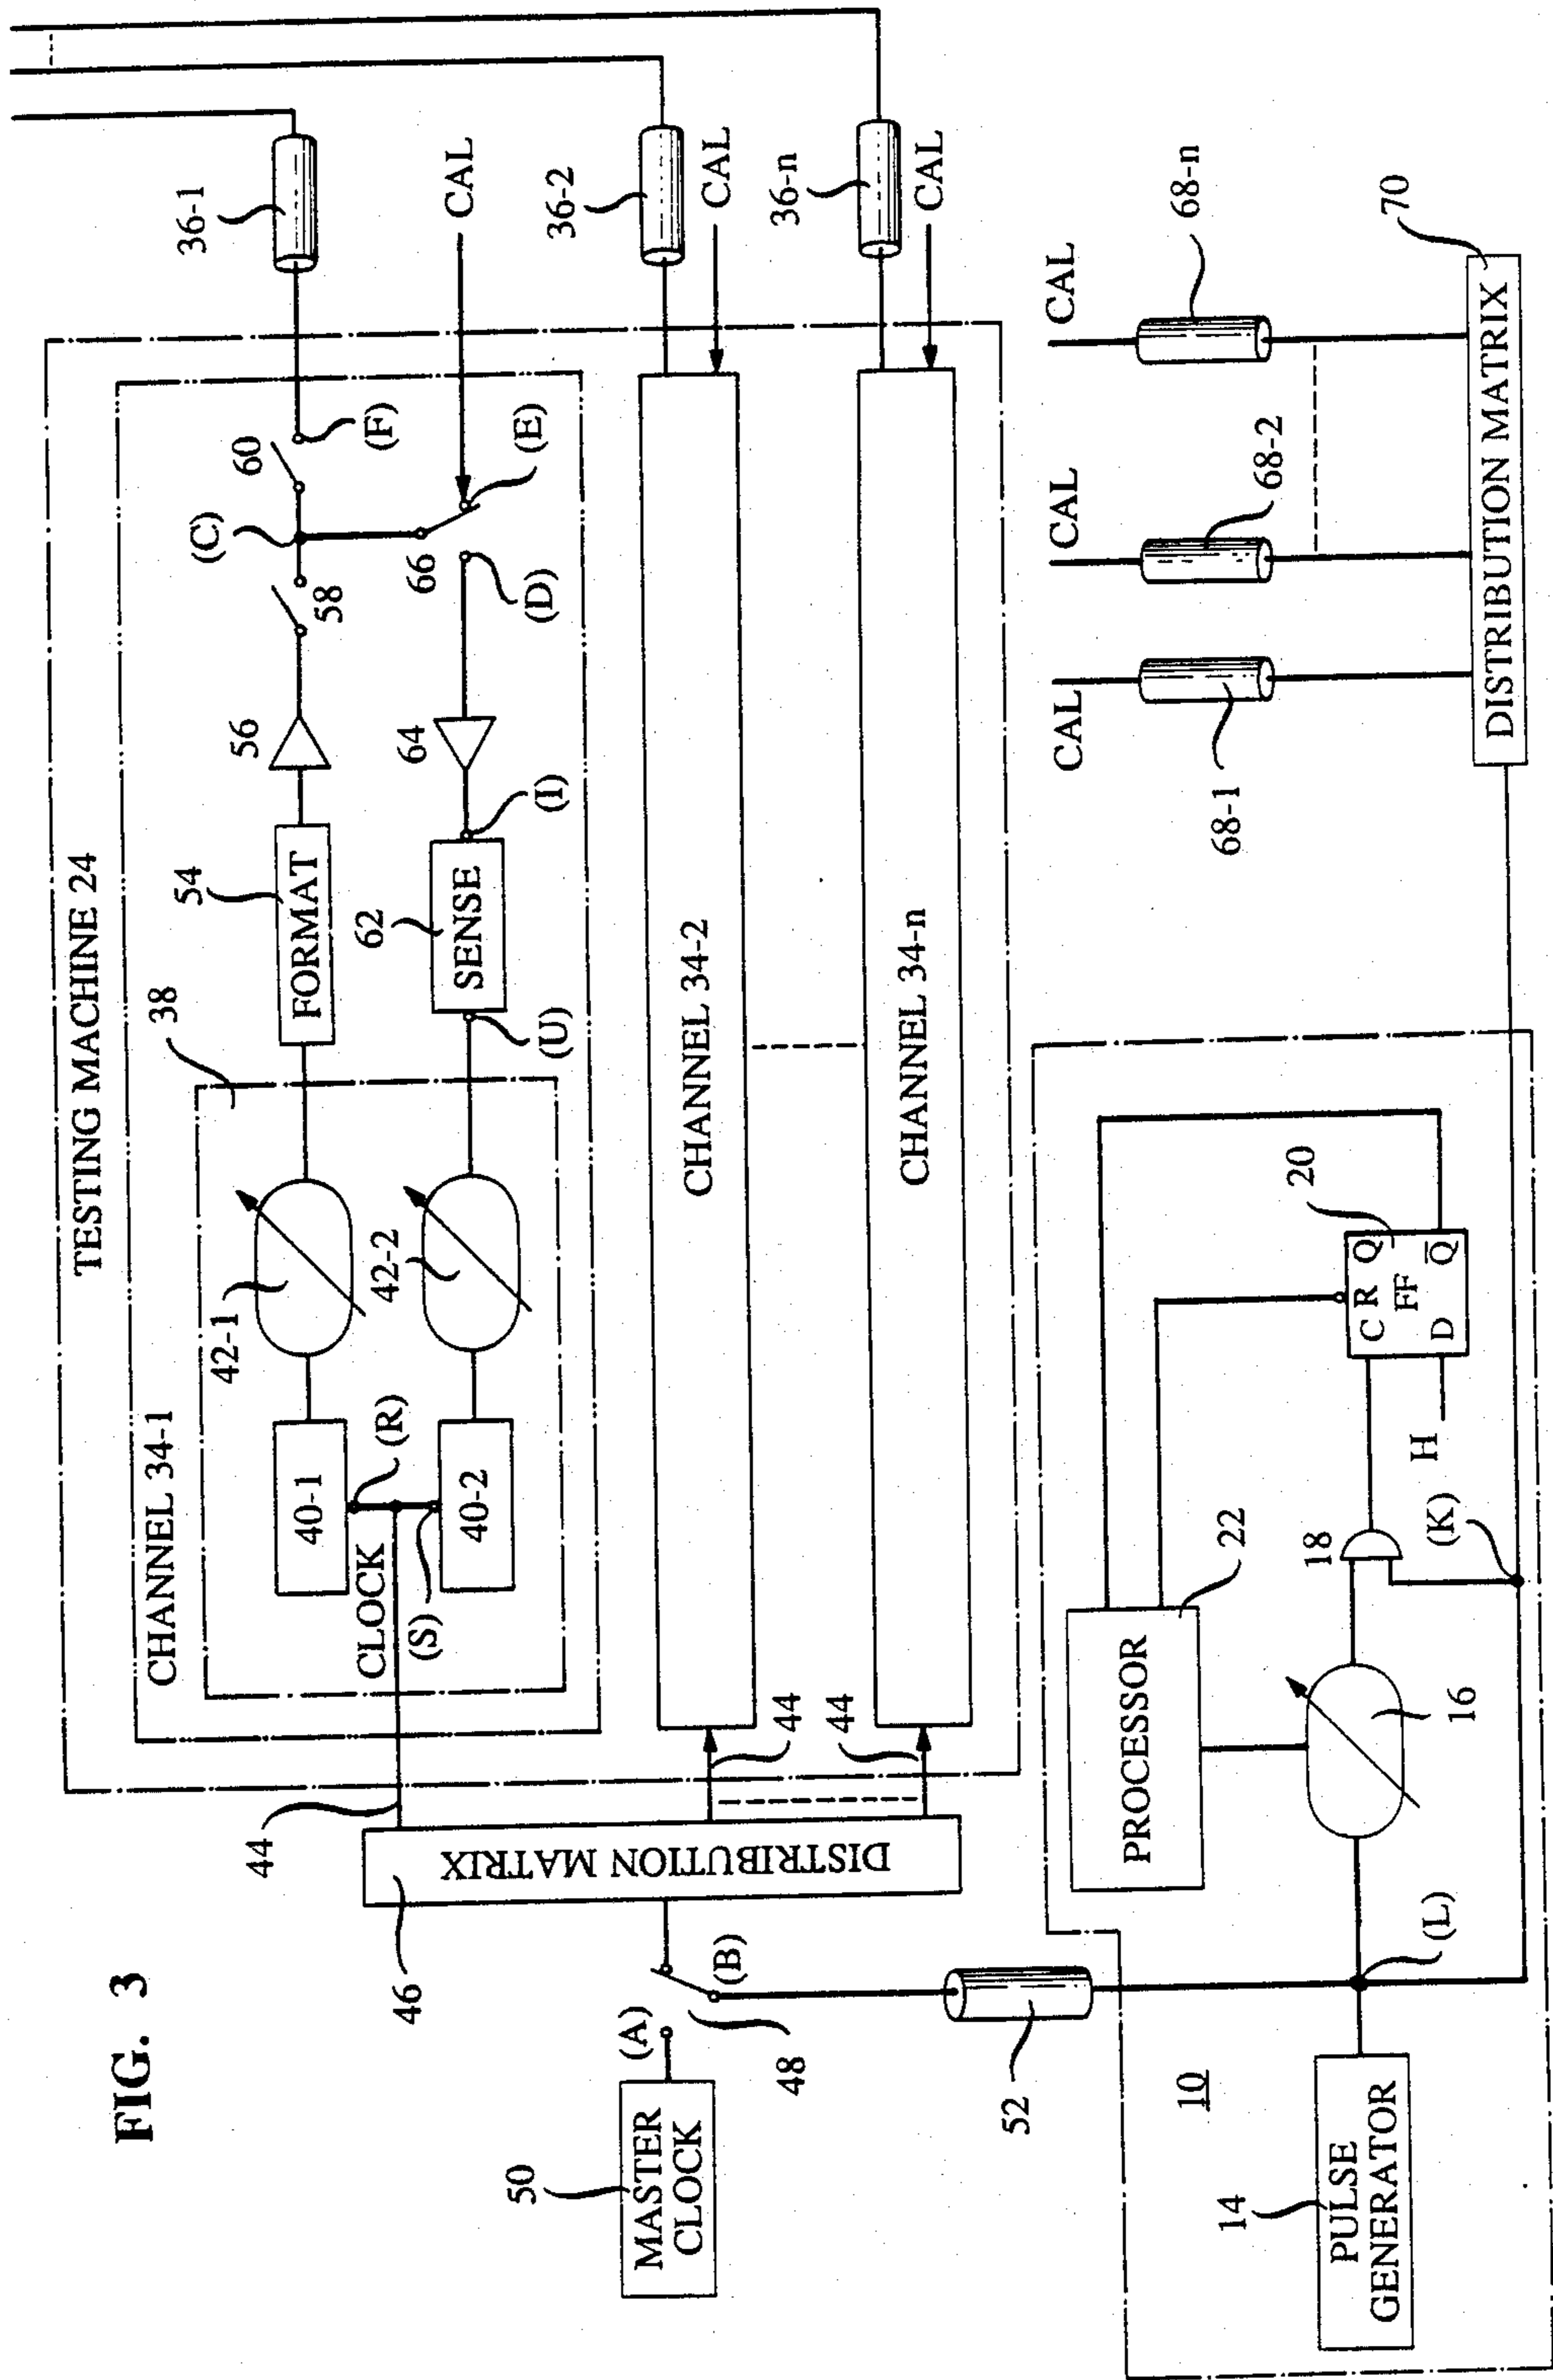 FIG. 3
TESTING MACHINE 24
CHANNEL 34-1
38
42-1
54
56
60
(C)
(F)
36-1
40-1
FORMAT
58
CLOCK
(R)
(S)
40-2
42-2
62
SENSE
(U)
(I)
64
66
(D)
(E)
CAL
44
46
DISTRIBUTION MATRIX
50
MASTER
CLOCK
(A)
(B)
48
44
CHANNEL 34-2
36-2
CAL
44
CHANNEL 34-n
36-n
CAL
52
10
14
PULSE
GENERATOR
(L)
PROCESSOR
22
16
18
(K)
H
20
C
R
Q
FF
D
Q̅
CAL
CAL
CAL
68-1
68-2
68-n
70
DISTRIBUTION MATRIX